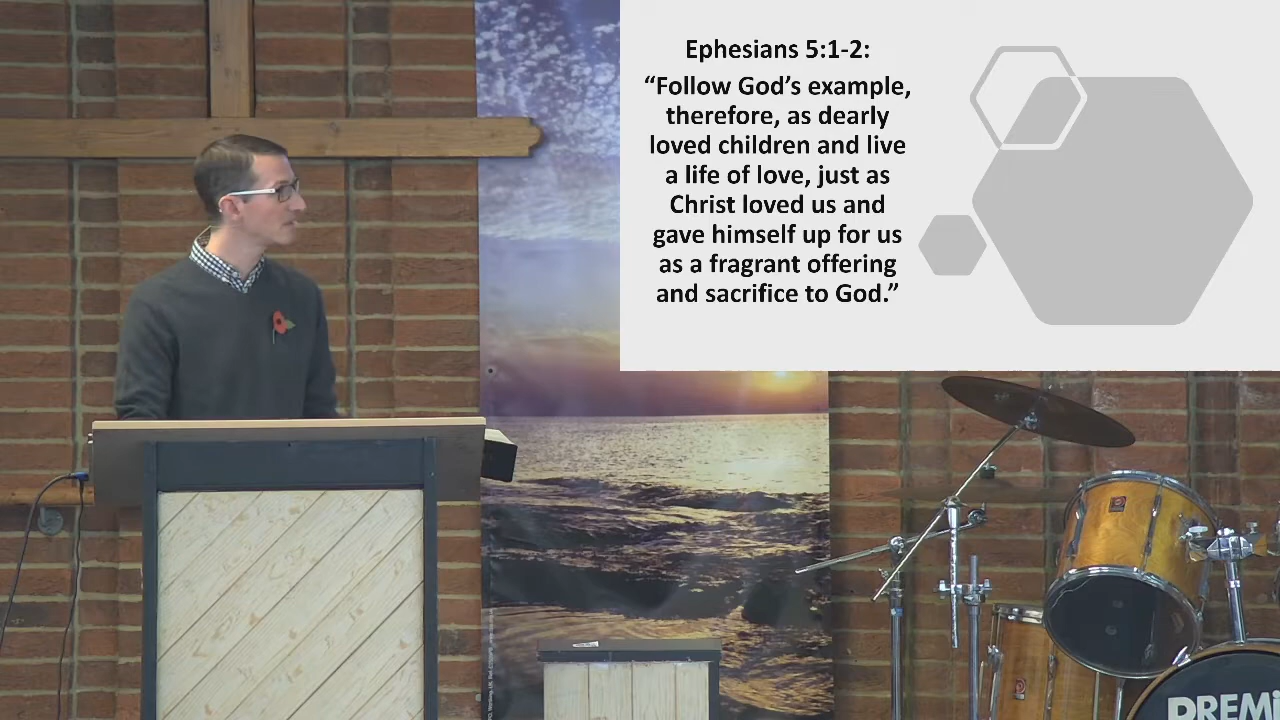 Ephesians 5:1-2:
“Follow God’s example,
therefore, as dearly
loved children and live
a life of love, just as
Christ loved us and
gave himself up for us
as a fragrant offering
and sacrifice to God.”
PREMi